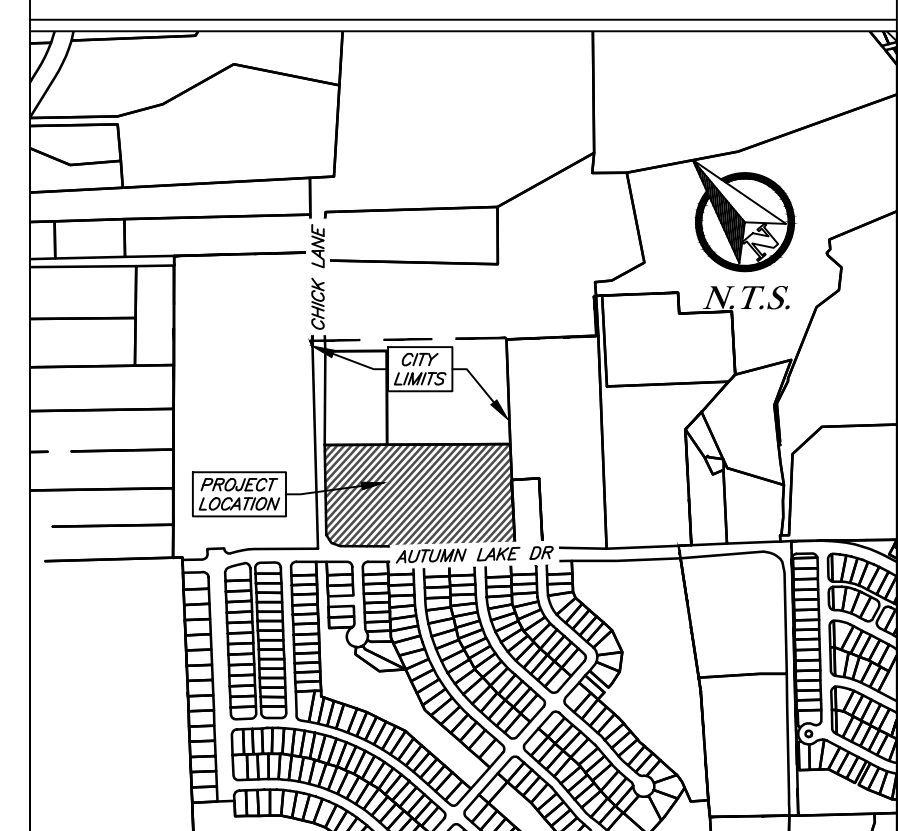 CHICK LANE
N
N.T.S.
CITY
LIMITS
PROJECT
LOCATION
AUTUMN LAKE DR